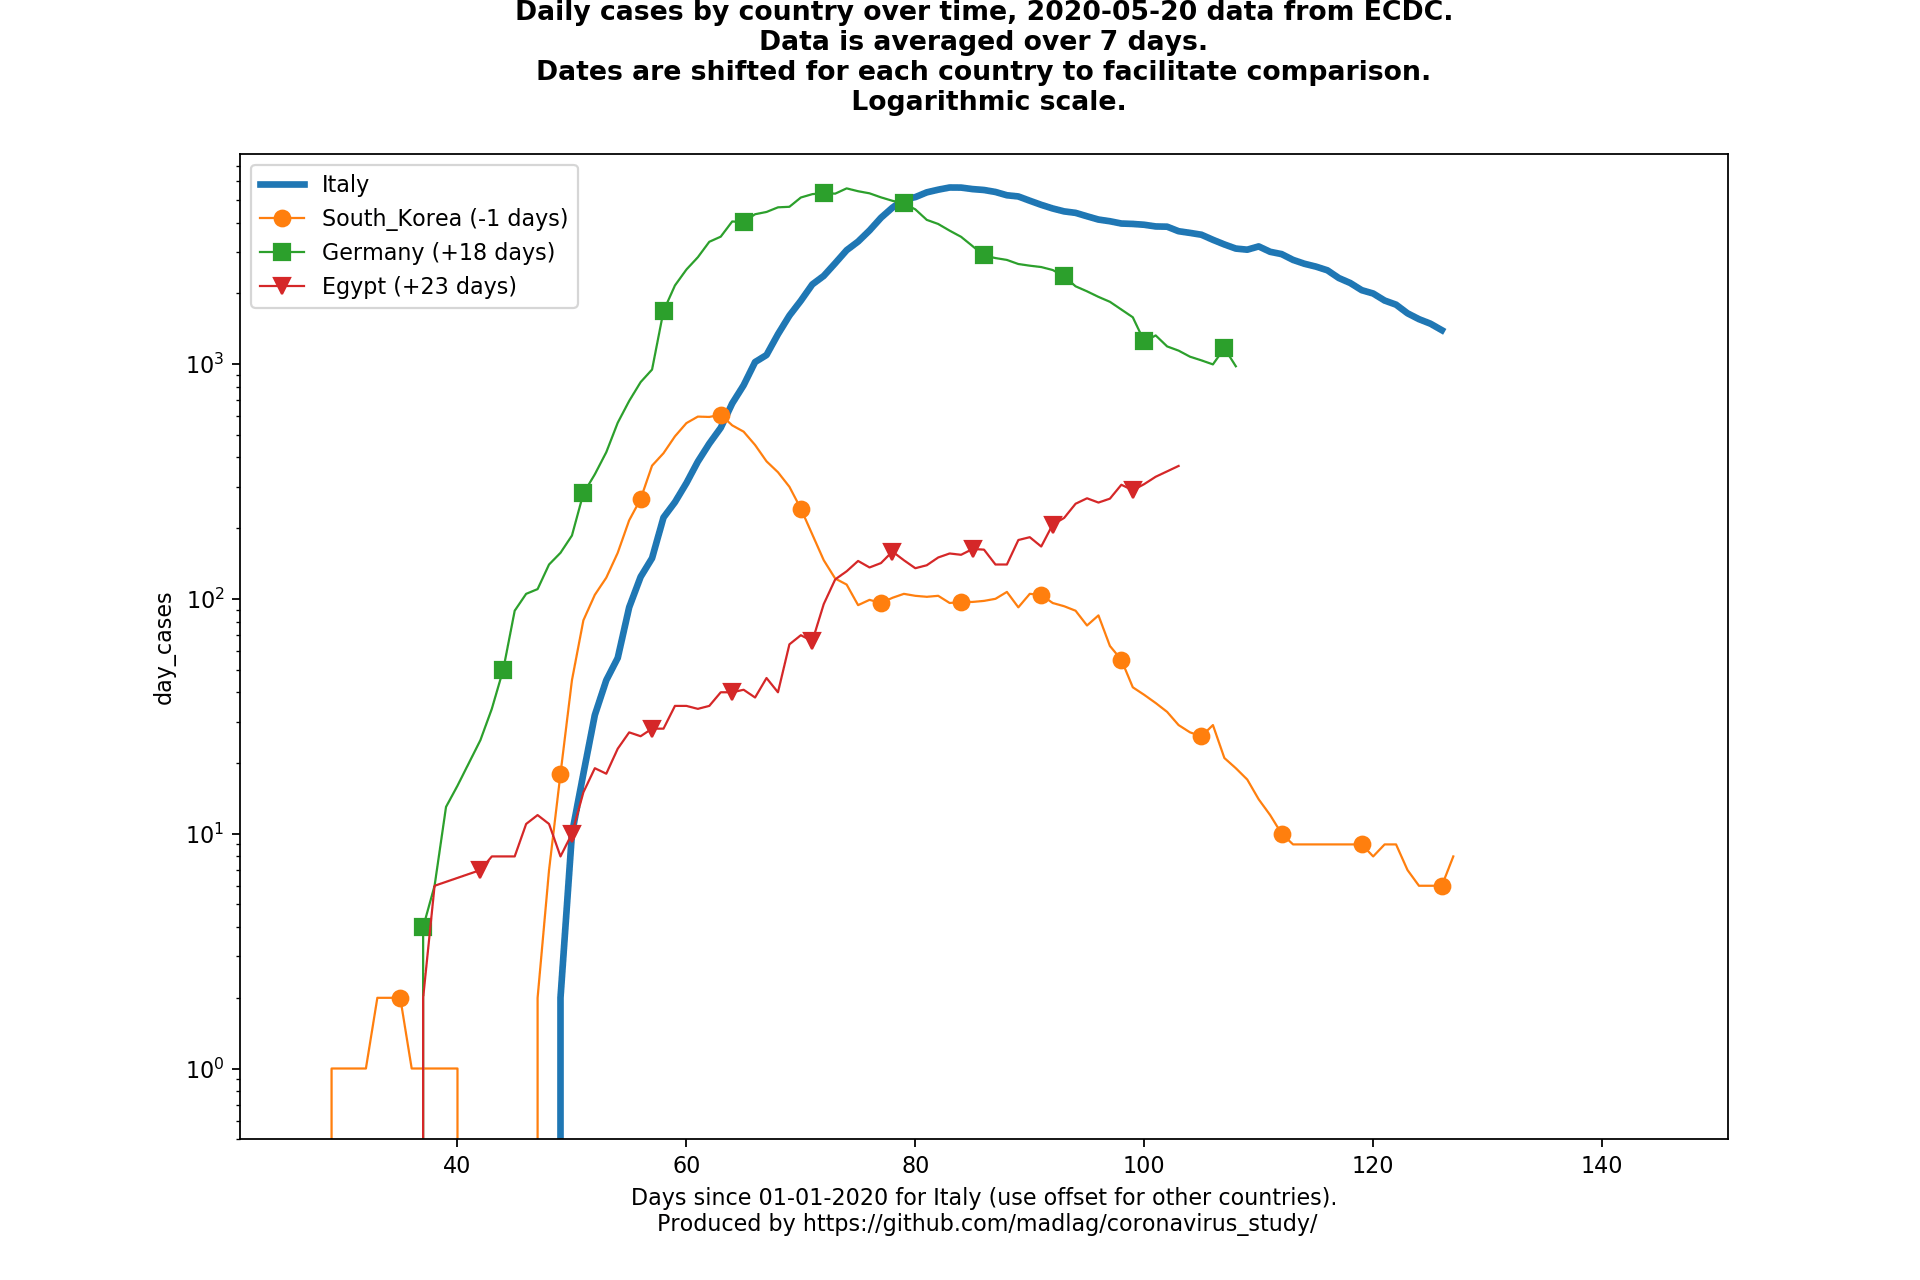 Daily cases by country over time, 2020-05-20 data from ECDC.
Data is averaged over 7 days.
Dates are shifted for each country to facilitate comparison.
Logarithmic scale.
Italy
South_Korea (-1 days)
Germany (+18 days)
Egypt (+23 days)
10³
10²
10¹
10⁰
day_cases
40 60 80 100 120 140
Days since 01-01-2020 for Italy (use offset for other countries).
Produced by https://github.com/madlag/coronavirus_study/